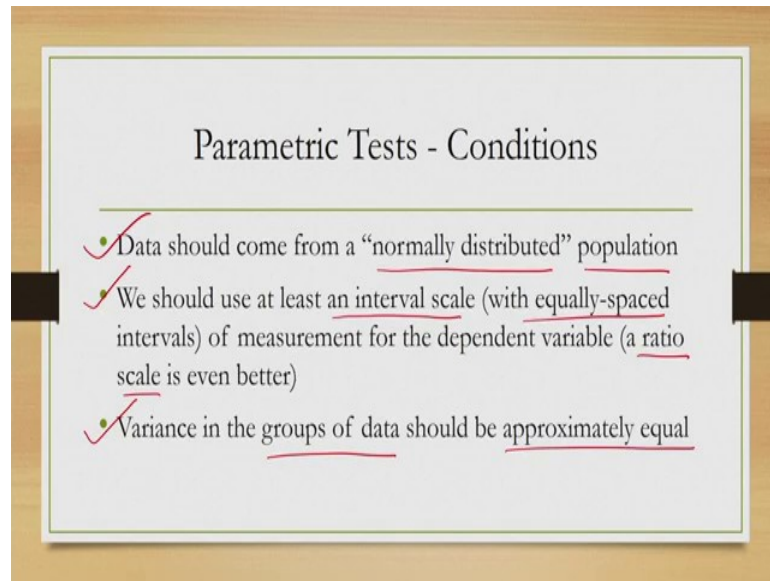 Parametric Tests - Conditions
• Data should come from a “normally distributed” population
• We should use at least an interval scale (with equally-spaced
intervals) of measurement for the dependent variable (a ratio
scale is even better)
• Variance in the groups of data should be approximately equal